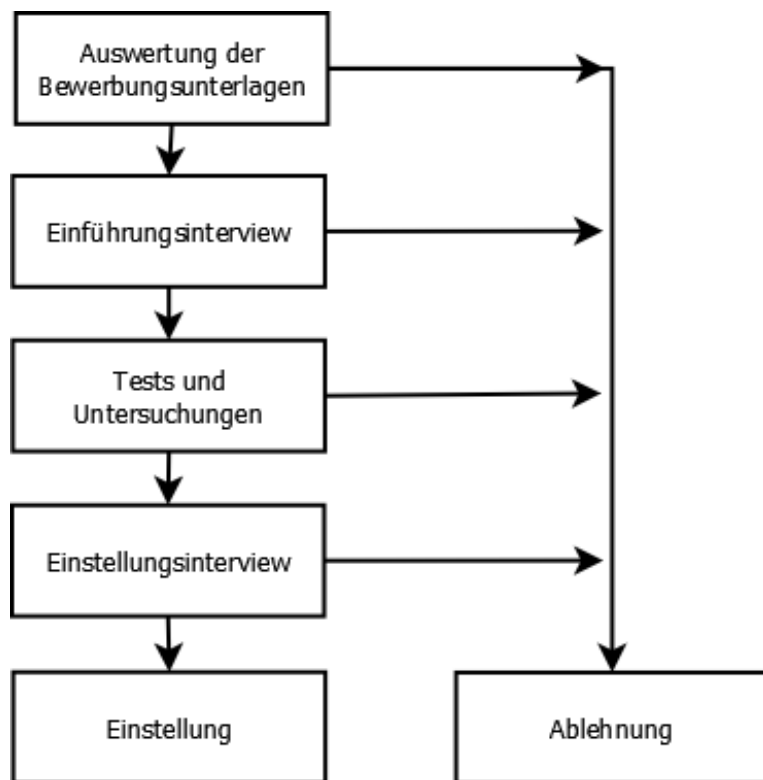 Auswertung der
Bewerbungsunterlagen
Einführungsinterview
Tests und
Untersuchungen
Einstellungsinterview
Einstellung
Ablehnung